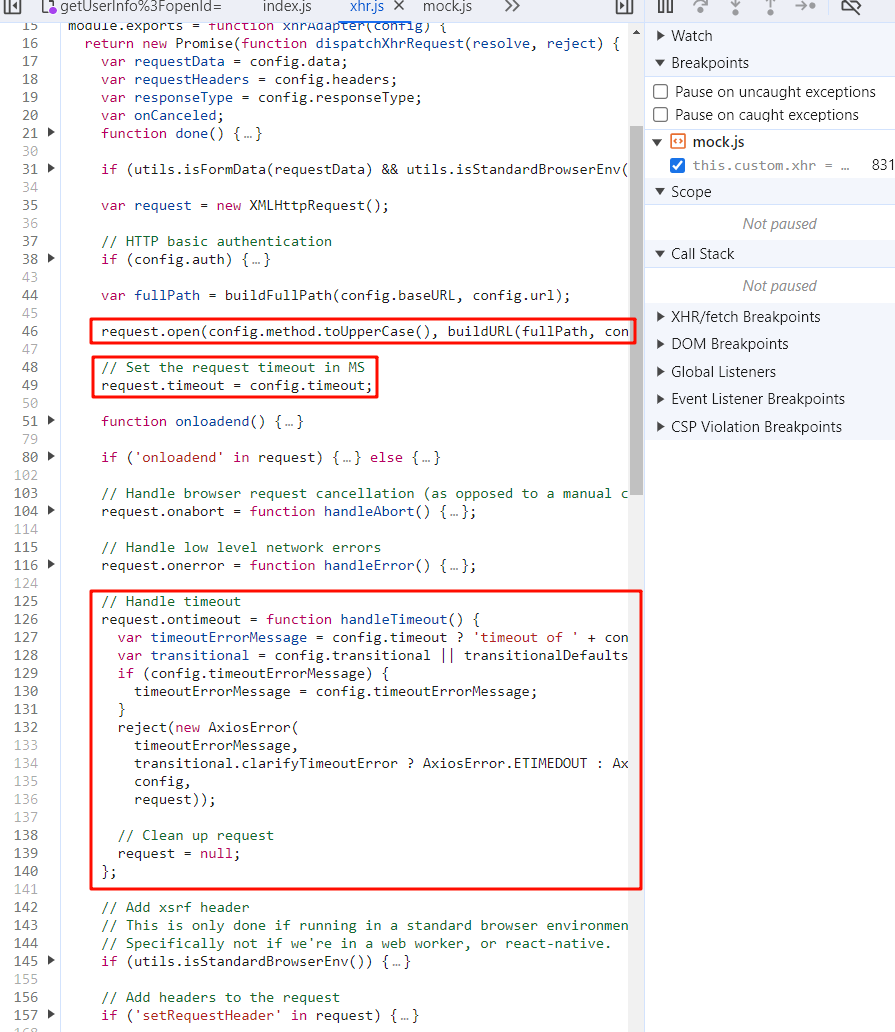 getUserInfo%3FopenId= index.js xhr.js mock.js
15 module.exports = function xhrAdapter(config) {
16 return new Promise(function dispatchXhrRequest(resolve, reject) {
17 var requestData = config.data;
18 var requestHeaders = config.headers;
19 var responseType = config.responseType;
20 var onCanceled;
21 function done() {…}
30
31 if (utils.isFormData(requestData) && utils.isStandardBrowserEnv(
34
35 var request = new XMLHttpRequest();
36
37 // HTTP basic authentication
38 if (config.auth) {…}
43
44 var fullPath = buildFullPath(config.baseURL, config.url);
45
46 request.open(config.method.toUpperCase(), buildURL(fullPath, con
47
48 // Set the request timeout in MS
49 request.timeout = config.timeout;
50
51 function onloadend() {…}
79
80 if ('onloadend' in request) {…} else {…}
102
103 // Handle browser request cancellation (as opposed to a manual c
104 request.onabort = function handleAbort() {…};
114
115 // Handle low level network errors
116 request.onerror = function handleError() {…};
124
125 // Handle timeout
126 request.ontimeout = function handleTimeout() {
127 var timeoutErrorMessage = config.timeout ? 'timeout of ' + con
128 var transitional = config.transitional || transitionalDefaults
129 if (config.timeoutErrorMessage) {
130 timeoutErrorMessage = config.timeoutErrorMessage;
131 }
132 reject(new AxiosError(
133 timeoutErrorMessage,
134 transitional.clarifyTimeoutError ? AxiosError.ETIMEDOUT : Ax
135 config,
136 request));
137
138 // Clean up request
139 request = null;
140 };
141
142 // Add xsrf header
143 // This is only done if running in a standard browser environmen
144 // Specifically not if we're in a web worker, or react-native.
145 if (utils.isStandardBrowserEnv()) {…}
155
156 // Add headers to the request
157 if ('setRequestHeader' in request) {…}
168
Watch
Breakpoints
Pause on uncaught exceptions
Pause on caught exceptions
mock.js
this.custom.xhr = … 831
Scope
Not paused
Call Stack
Not paused
XHR/fetch Breakpoints
DOM Breakpoints
Global Listeners
Event Listener Breakpoints
CSP Violation Breakpoints